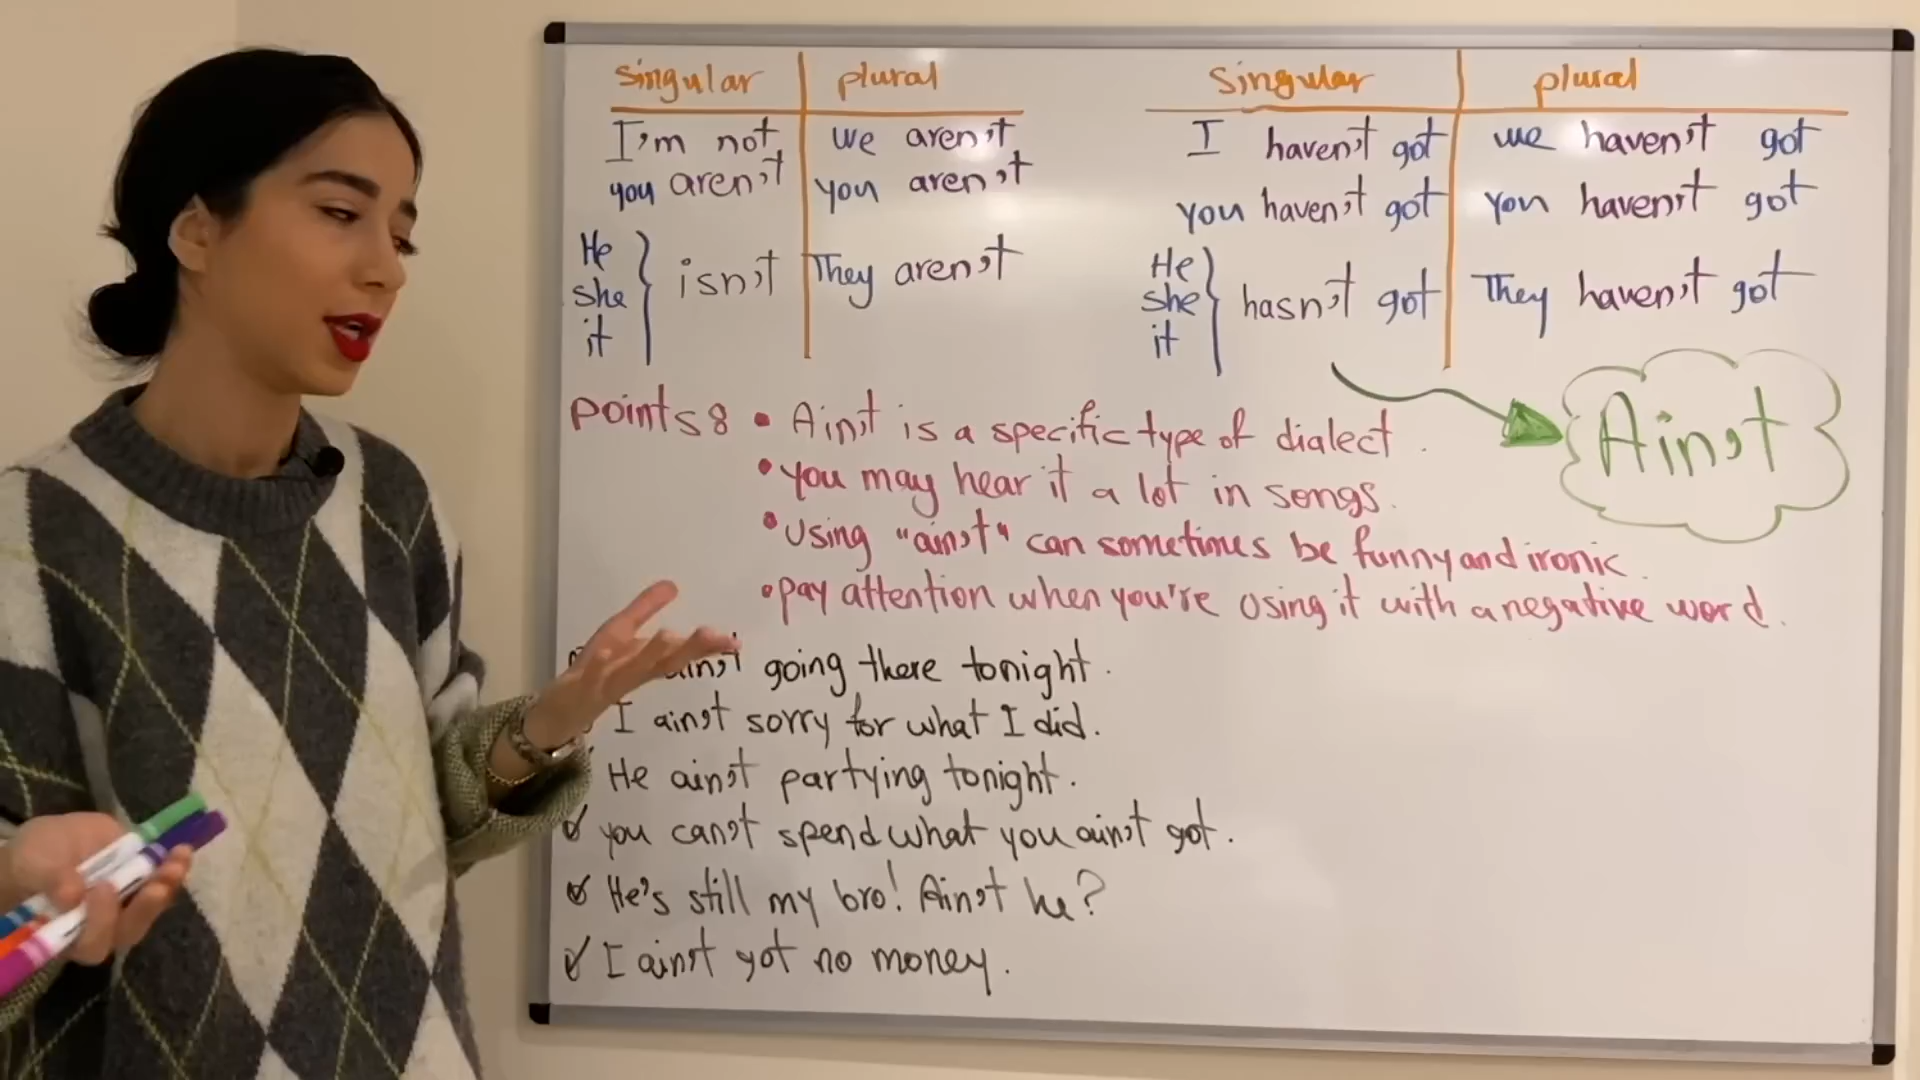 singular plural
I'm not we aren't
you aren't you aren't
He
she
it
isn't They aren't
singular plural
I haven't got we haven't got
you haven't got you haven't got
He
she
it
hasn't got They haven't got
Ain't
points: • Ain't is a specific type of dialect.
• you may hear it a lot in songs.
• Using "ain't" can sometimes be funny and ironic.
• pay attention when you're using it with a negative word.
going there tonight.
I ain't sorry for what I did.
He ain't partying tonight.
you can't spend what you ain't got.
He's still my bro! Ain't he?
I ain't got no money.